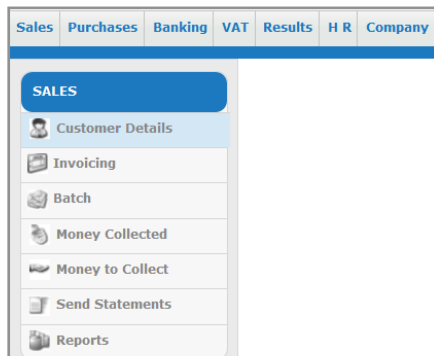 Sales Purchases Banking VAT Results H R Company
SALES
Customer Details
Invoicing
Batch
Money Collected
Money to Collect
Send Statements
Reports